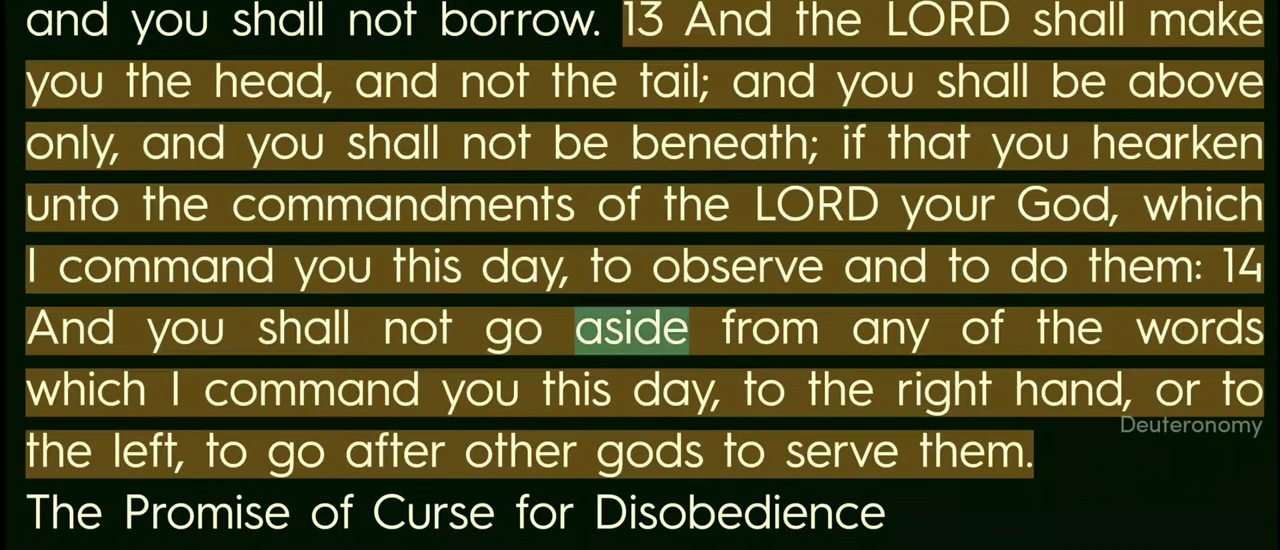 and you shall not borrow. 13 And the LORD shall make
you the head, and not the tail; and you shall be above
only, and you shall not be beneath; if that you hearken
unto the commandments of the LORD your God, which
I command you this day, to observe and to do them: 14
And you shall not go aside from any of the words
which I command you this day, to the right hand, or to
Deuteronomy
the left, to go after other gods to serve them.
The Promise of Curse for Disobedience